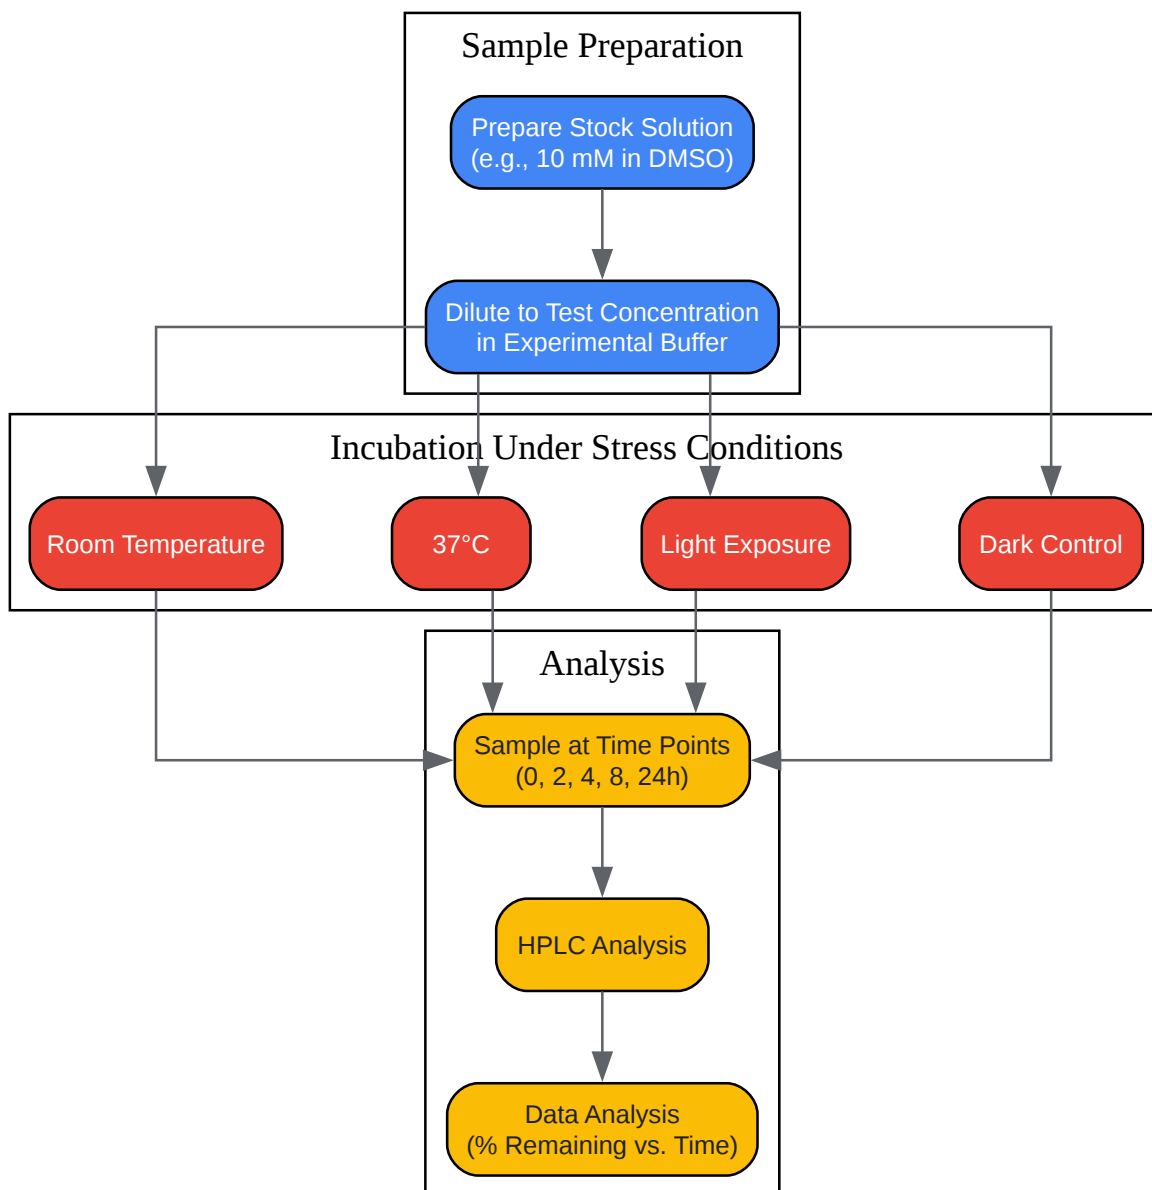 Sample Preparation
Prepare Stock Solution
(e.g., 10 mM in DMSO)
Dilute to Test Concentration
in Experimental Buffer
Incubation Under Stress Conditions
Room Temperature
37°C
Light Exposure
Dark Control
Analysis
Sample at Time Points
(0, 2, 4, 8, 24h)
HPLC Analysis
Data Analysis
(% Remaining vs. Time)